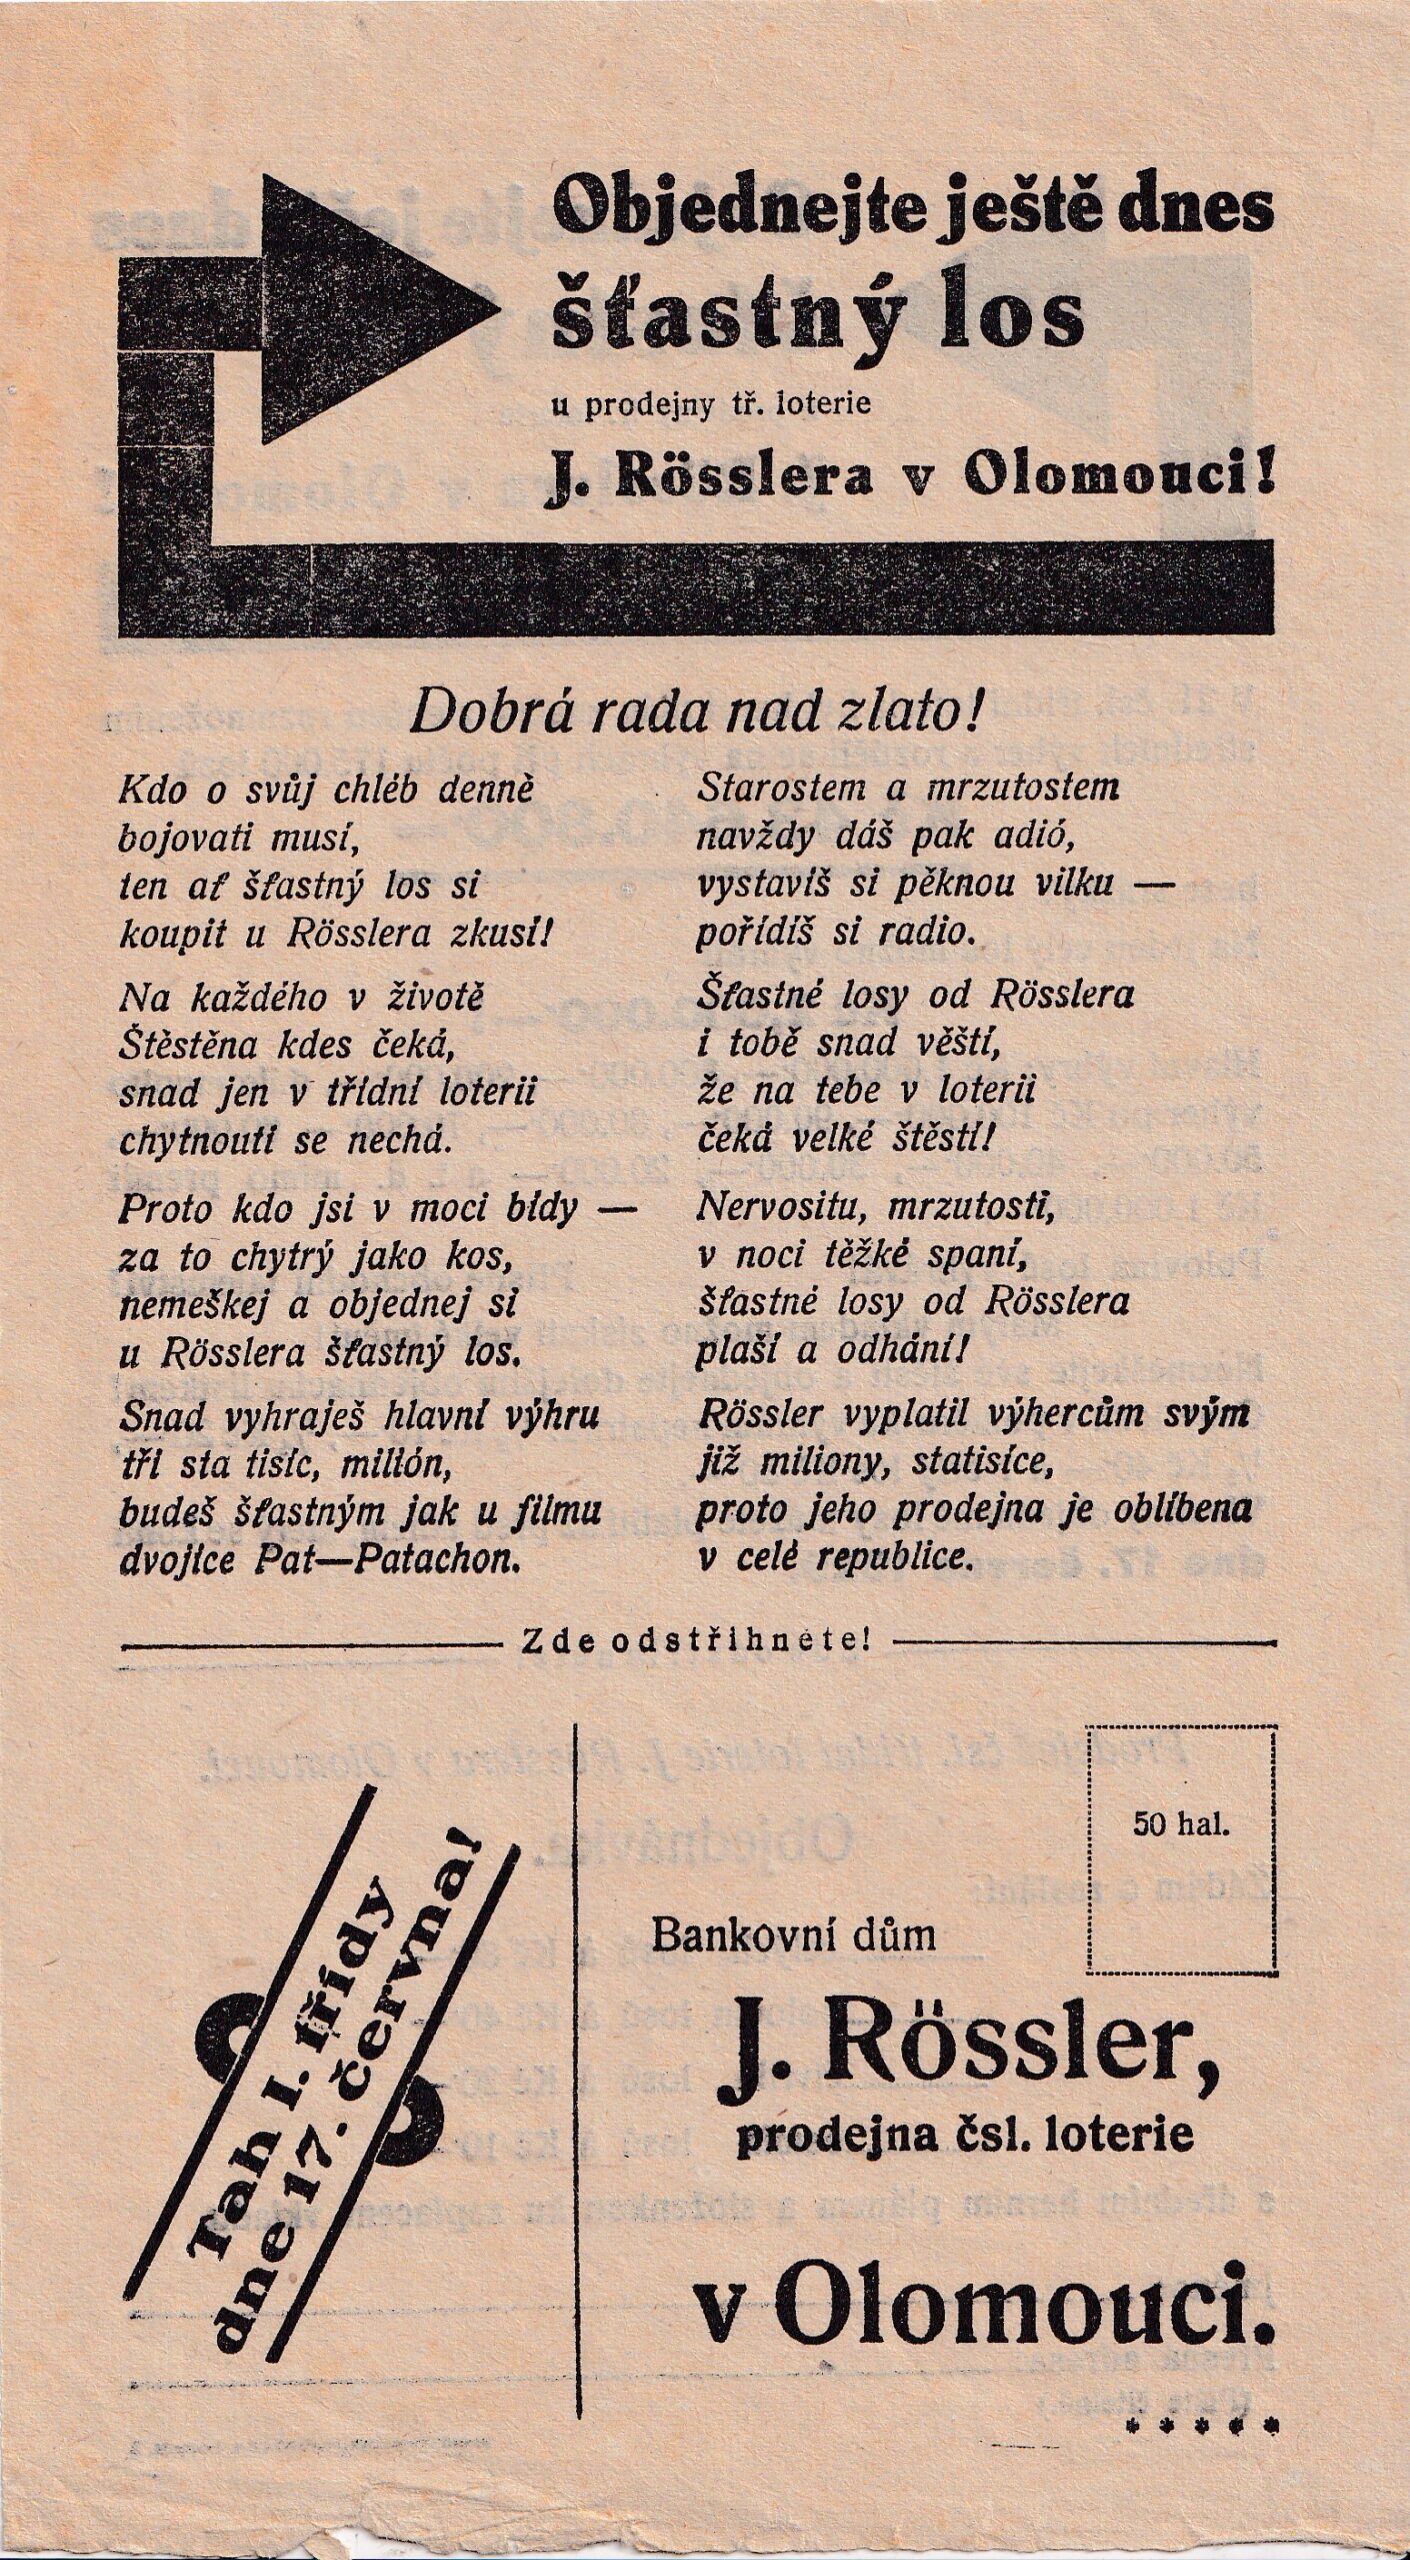 Objednejte ještě dnes
šťastný los
u prodejny tř. loterie
J. Rösslera v Olomouci!
Dobrá rada nad zlato!
Kdo o svůj chléb denně
bojovati musí,
ten ať šťastný los si
koupit u Rösslera zkusí!
Na každého v životě
Štěstěna kdes čeká,
snad jen v třídní loterii
chytnouti se nechá.
Proto kdo jsi v moci bídy —
za to chytrý jako kos,
nemeškej a objednej si
u Rösslera šťastný los.
Snad vyhraješ hlavní výhru
tři sta tisíc, milión,
budeš šťastným jak u filmu
dvojice Pat—Patachon.
Starostem a mrzutostem
navždy dáš pak adió,
vystavíš si pěknou vilku —
pořídíš si radio.
Šťastné losy od Rösslera
i tobě snad věští,
že na tebe v loterii
čeká velké štěstí!
Nervositu, mrzutosti,
v noci těžké spaní,
šťastné losy od Rösslera
plaší a odhání!
Rössler vyplatil výhercům svým
již miliony, statisíce,
proto jeho prodejna je oblíbena
v celé republice.
Zde odstřihněte!
Tah I. třídy
dne 17. června!
50 hal.
Bankovní dům
J. Rössler,
prodejna čsl. loterie
v Olomouci.
* * * * *